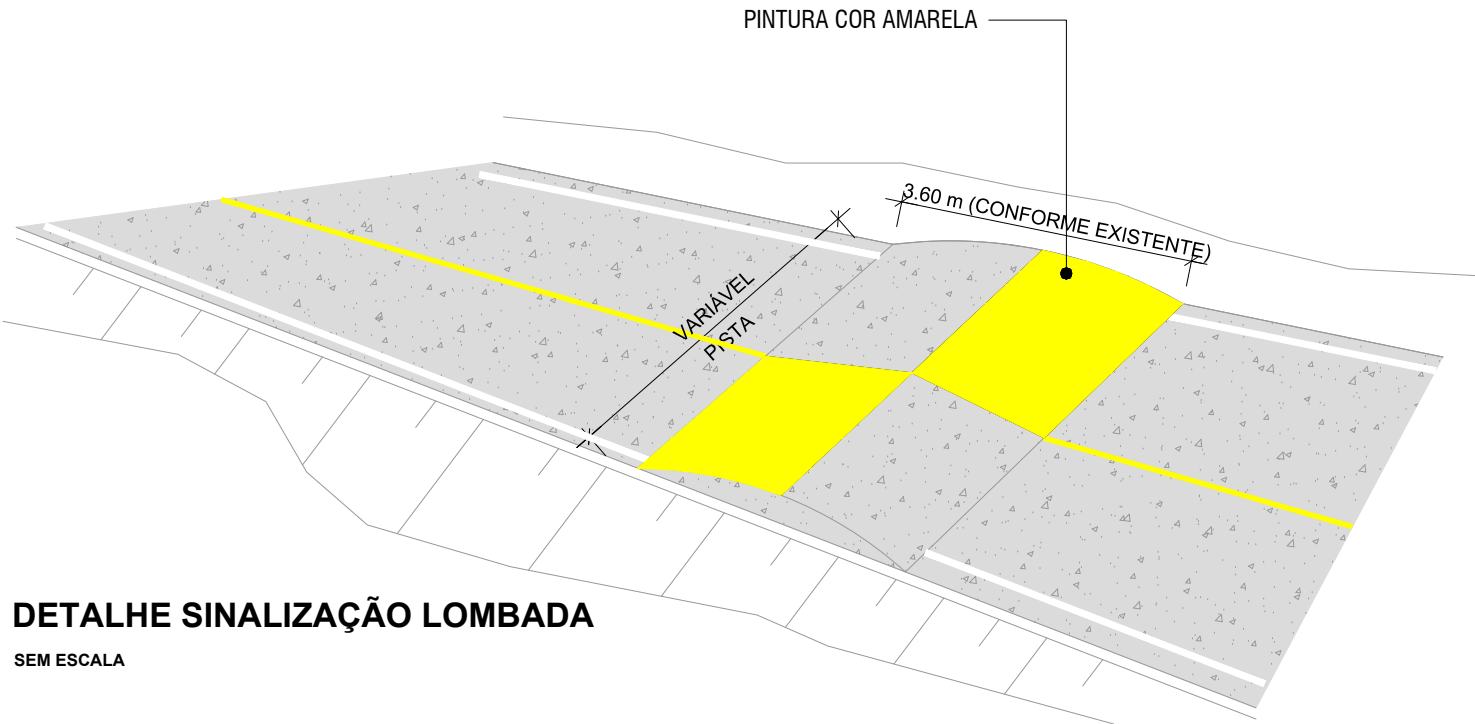 PINTURA COR AMARELA
3.60 m (CONFORME EXISTENTE)
VARIÁVEL
PISTA
DETALHE SINALIZAÇÃO LOMBADA
SEM ESCALA